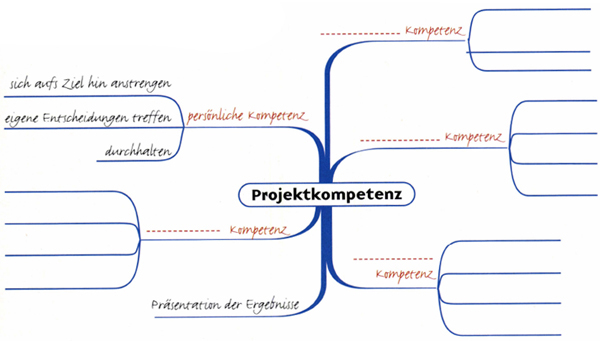 Kompetenz
sich aufs Ziel hin anstrengen
eigene Entscheidungen treffen
persönliche Kompetenz
durchhalten
Kompetenz
Projektkompetenz
Kompetenz
Kompetenz
Präsentation der Ergebnisse